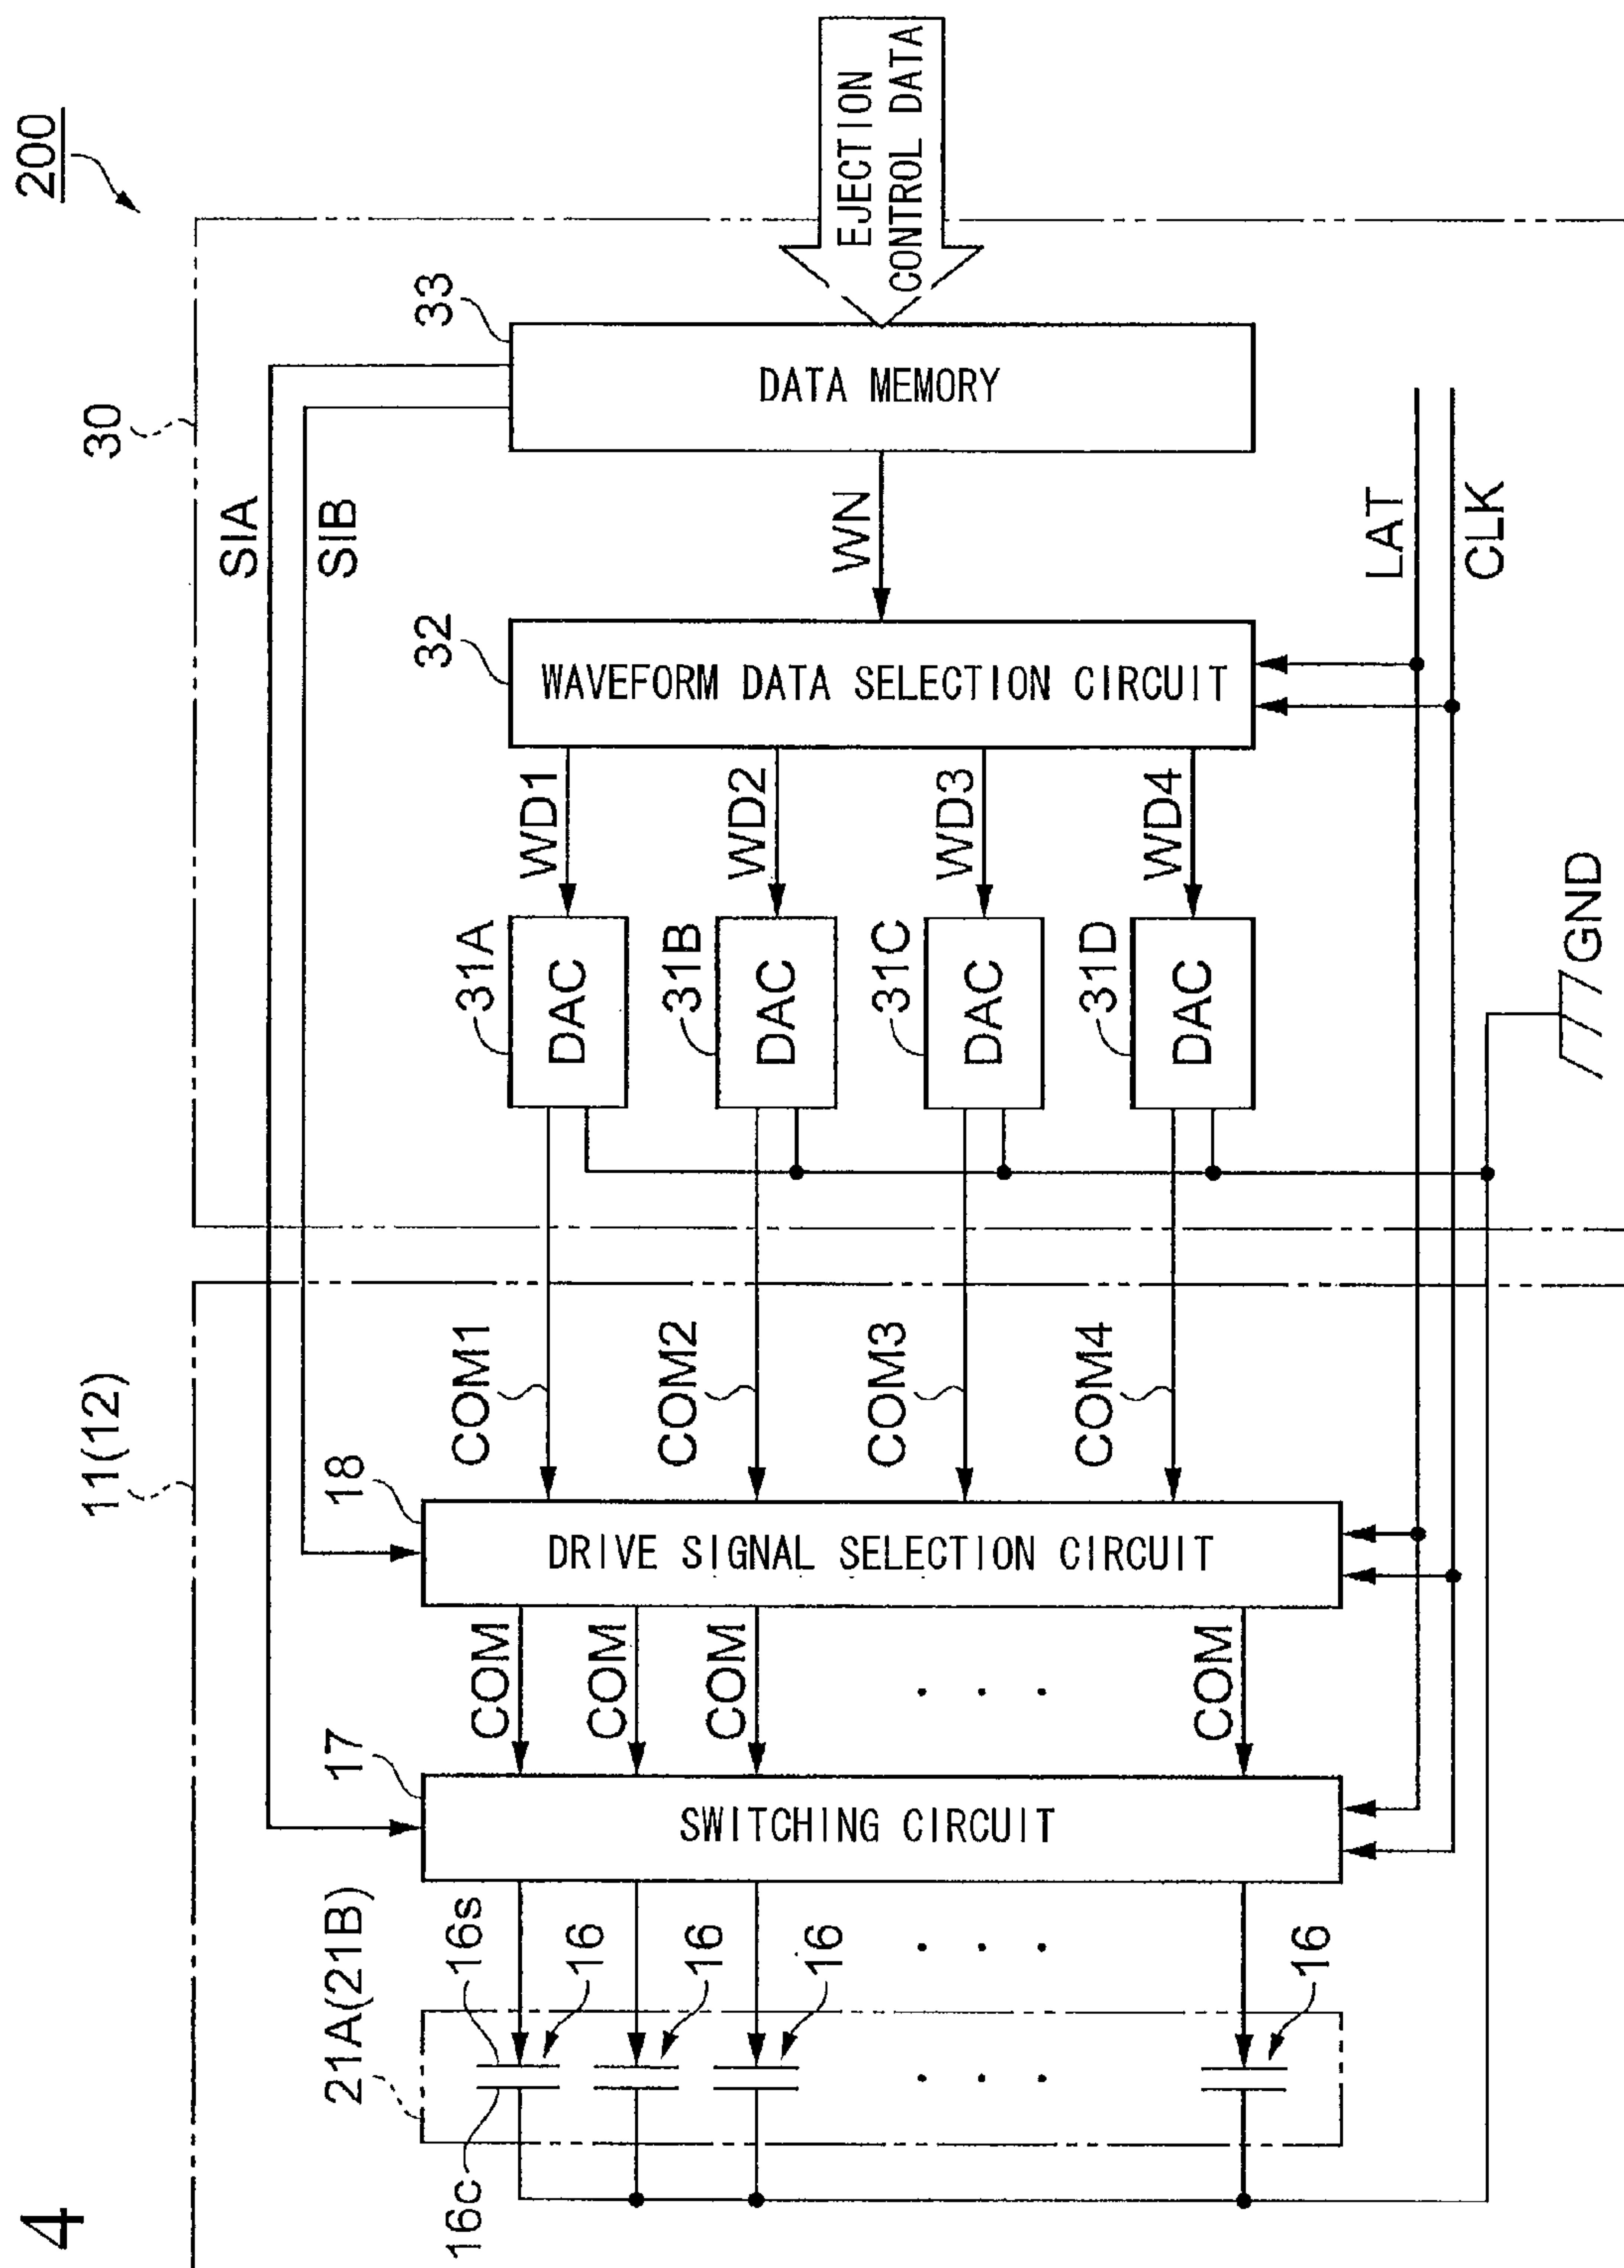 4
200
30
11(12)
SIA
SIB
33
DATA MEMORY
EJECTION
CONTROL DATA
WN
32
WAVEFORM DATA SELECTION CIRCUIT
WD1
WD2
WD3
WD4
31A
DAC
31B
DAC
31C
DAC
31D
DAC
LAT
CLK
GND
COM1
COM2
COM3
COM4
18
DRIVE SIGNAL SELECTION CIRCUIT
COM
COM
COM
. . .
COM
17
SWITCHING CIRCUIT
21A(21B)
16s
16
16
16
. . .
16
16c
. . .